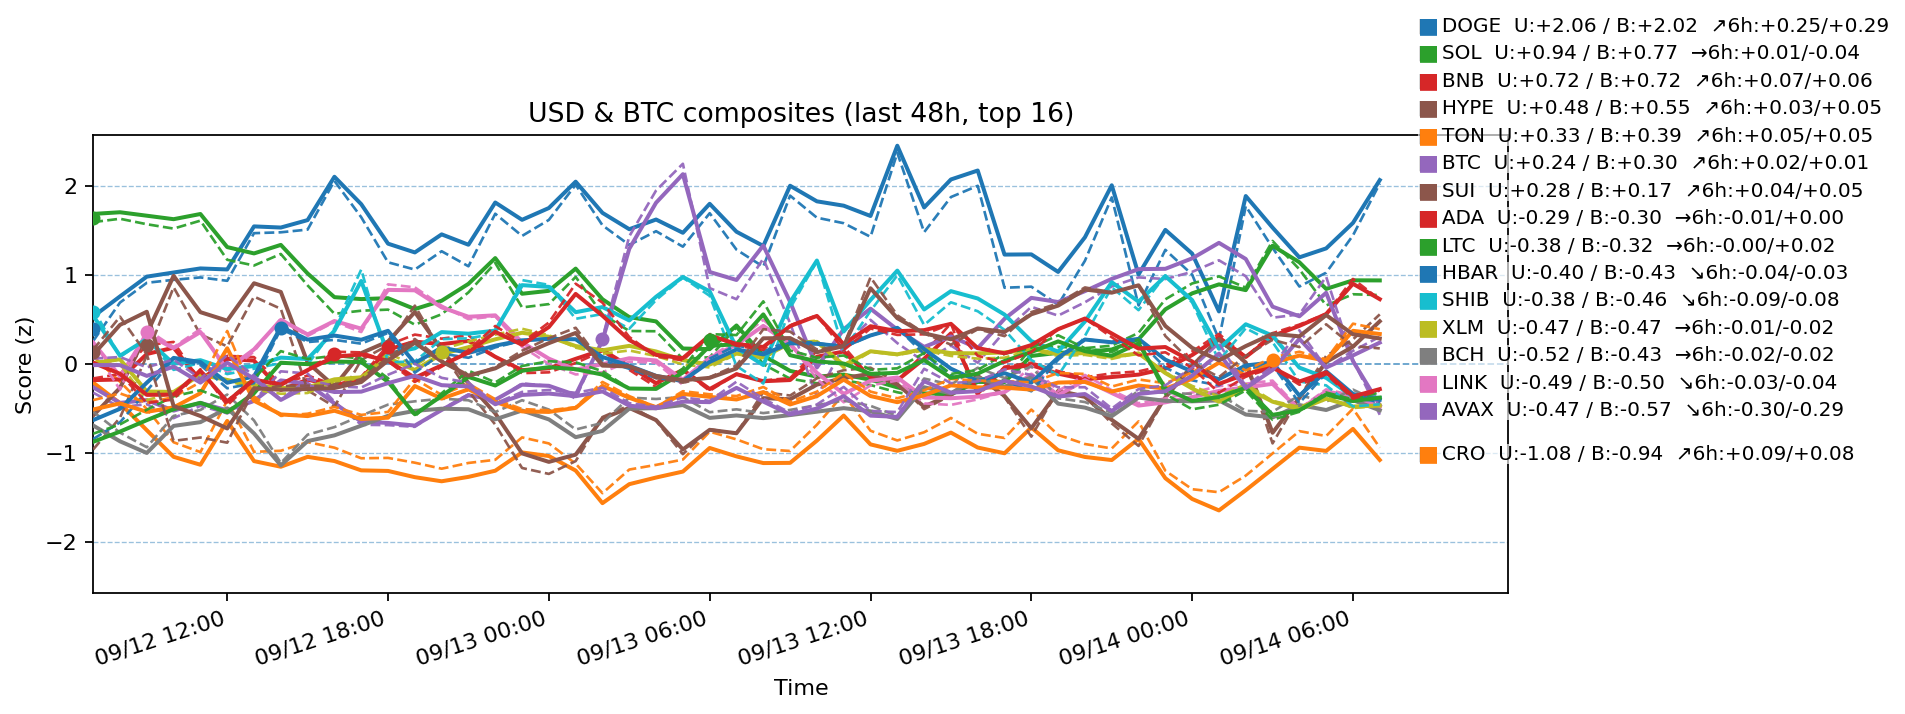 DOGE U:+2.06 / B:+2.02 ↗6h:+0.25/+0.29
SOL U:+0.94 / B:+0.77 →6h:+0.01/-0.04
BNB U:+0.72 / B:+0.72 ↗6h:+0.07/+0.06
HYPE U:+0.48 / B:+0.55 ↗6h:+0.03/+0.05
TON U:+0.33 / B:+0.39 ↗6h:+0.05/+0.05
BTC U:+0.24 / B:+0.30 ↗6h:+0.02/+0.01
SUI U:+0.28 / B:+0.17 ↗6h:+0.04/+0.05
ADA U:-0.29 / B:-0.30 →6h:-0.01/+0.00
LTC U:-0.38 / B:-0.32 →6h:-0.00/+0.02
HBAR U:-0.40 / B:-0.43 ↘6h:-0.04/-0.03
SHIB U:-0.38 / B:-0.46 ↘6h:-0.09/-0.08
XLM U:-0.47 / B:-0.47 →6h:-0.01/-0.02
BCH U:-0.52 / B:-0.43 →6h:-0.02/-0.02
LINK U:-0.49 / B:-0.50 ↘6h:-0.03/-0.04
AVAX U:-0.47 / B:-0.57 ↘6h:-0.30/-0.29
CRO U:-1.08 / B:-0.94 ↗6h:+0.09/+0.08
USD & BTC composites (last 48h, top 16)
Score (z)
2
1
0
−1
−2
09/12 12:00
09/12 18:00
09/13 00:00
09/13 06:00
09/13 12:00
09/13 18:00
09/14 00:00
09/14 06:00
Time